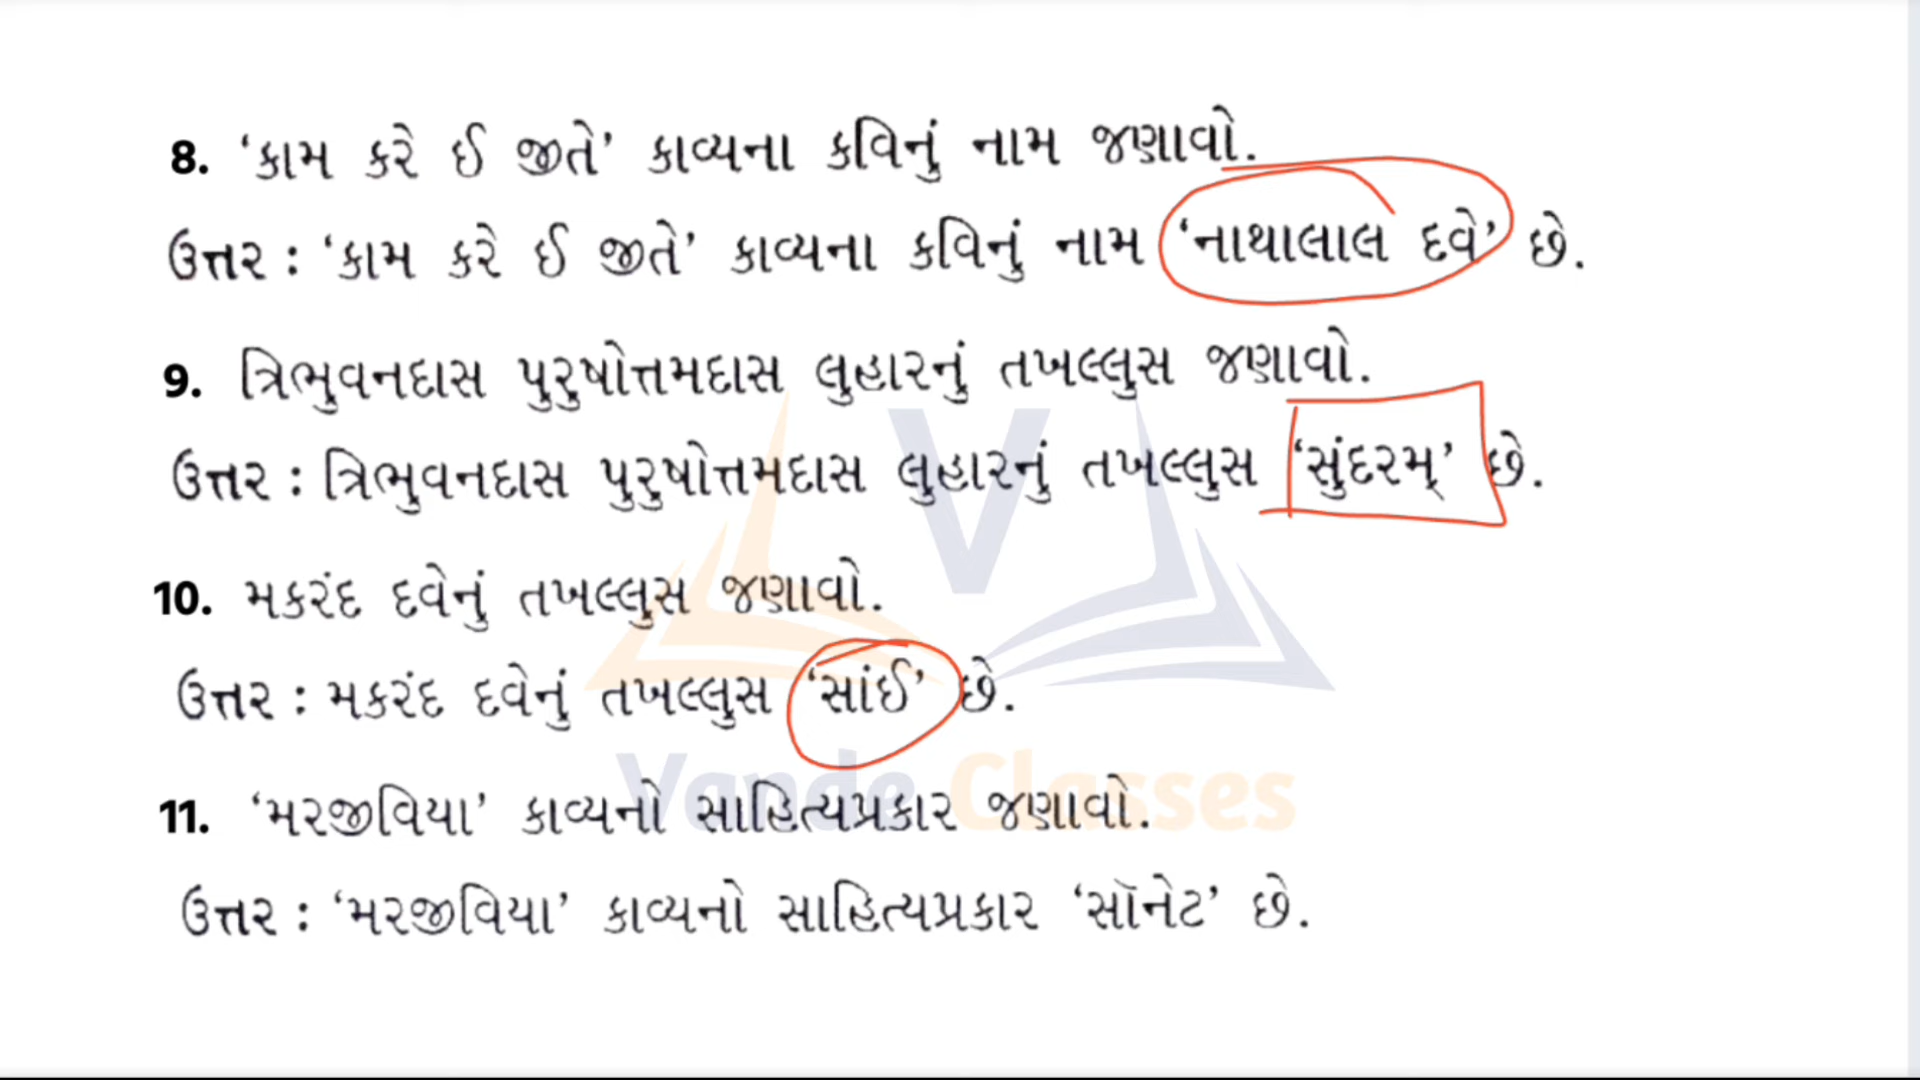 8. ‘કામ કરે ઈ જીતે’ કાવ્યના કવિનું નામ જણાવો.
ઉત્તર : ‘કામ કરે ઈ જીતે’ કાવ્યના કવિનું નામ ‘નાથાલાલ દવે’ છે.
9. ત્રિભુવનદાસ પુરુષોત્તમદાસ લુહારનું તખલ્લુસ જણાવો.
ઉત્તર : ત્રિભુવનદાસ પુરુષોત્તમદાસ લુહારનું તખલ્લુસ ‘સુંદરમ્’ છે.
10. મકરંદ દવેનું તખલ્લુસ જણાવો.
ઉત્તર : મકરંદ દવેનું તખલ્લુસ ‘સાંઈ’ છે.
11. ‘મરજીવિયા’ કાવ્યનો સાહિત્યપ્રકાર જણાવો.
ઉત્તર : ‘મરજીવિયા’ કાવ્યનો સાહિત્યપ્રકાર ‘સૉનેટ’ છે.
V
Vande Classes